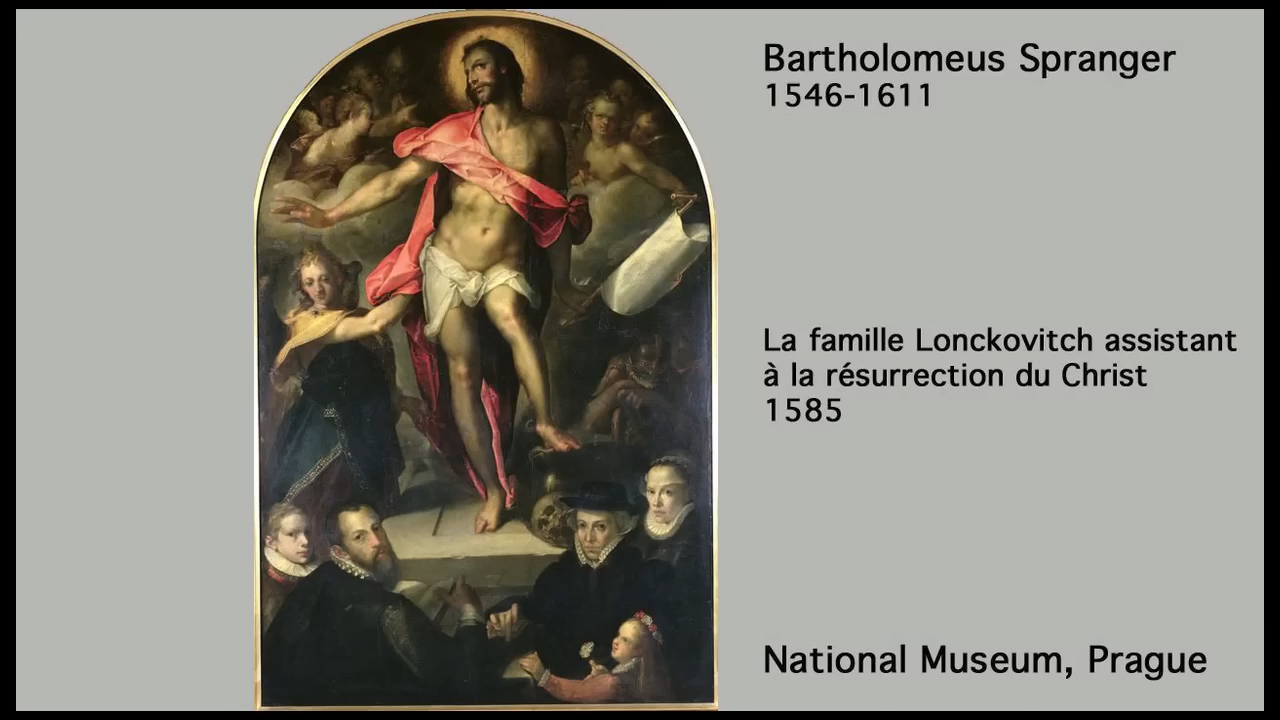 Bartholomeus Spranger
1546-1611
La famille Lonckovitch assistant
à la résurrection du Christ
1585
National Museum, Prague